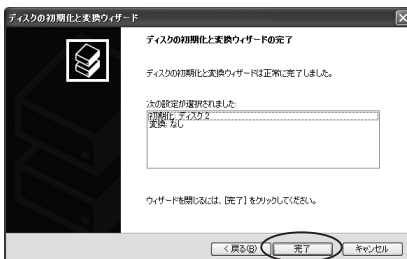 ディスクの初期化と変換ウィザード
ディスクの初期化と変換ウィザードの完了
ディスクの初期化と変換ウィザードは正常に完了しました。
次の設定が選択されました:
初期化: ディスク 2
変換: なし
ウィザードを閉じるには、[完了] をクリックしてください。
< 戻る(B)
完了
キャンセル